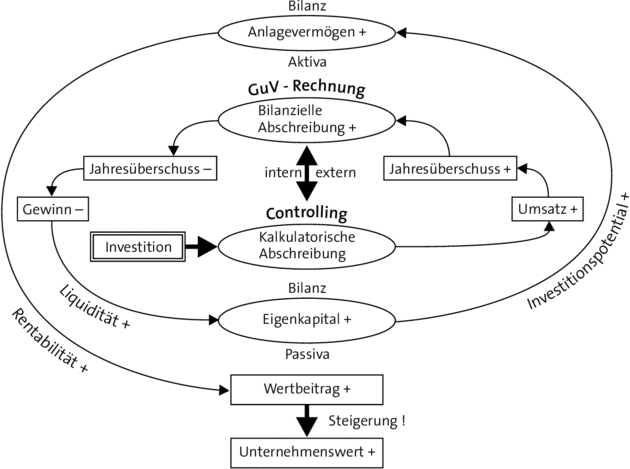 Bilanz
Anlagevermögen +
Aktiva
GuV - Rechnung
Bilanzielle
Abschreibung +
Jahresüberschuss –
intern
extern
Jahresüberschuss +
Gewinn –
Controlling
Umsatz +
Investition
Kalkulatorische
Abschreibung
Investitionspotential +
Liquidität +
Bilanz
Eigenkapital +
Passiva
Rentabilität +
Wertbeitrag +
Steigerung !
Unternehmenswert +